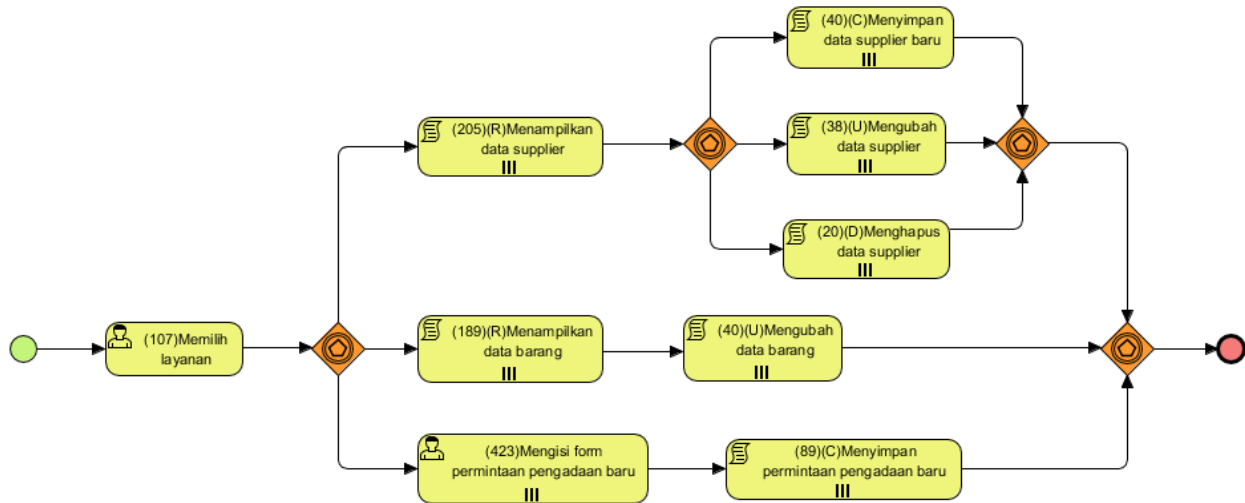 (40)(C)Menyimpan
data supplier baru
(205)(R)Menampilkan
data supplier
(38)(U)Mengubah
data supplier
(20)(D)Menghapus
data supplier
(107)Memilih
layanan
(189)(R)Menampilkan
data barang
(40)(U)Mengubah
data barang
(423)Mengisi form
permintaan pengadaan baru
(89)(C)Menyimpan
permintaan pengadaan baru